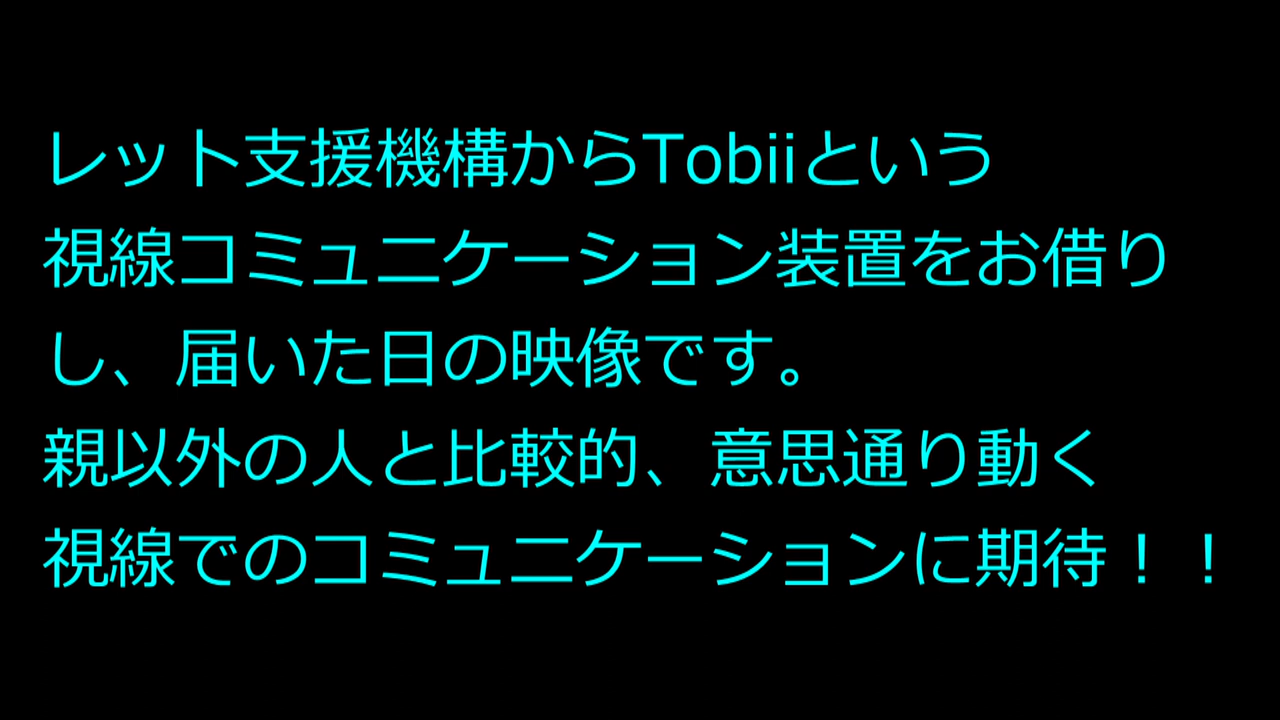 レット支援機構からTobiiという
視線コミュニケーション装置をお借り
し、届いた日の映像です。
親以外の人と比較的、意思通り動く
視線でのコミュニケーションに期待！！